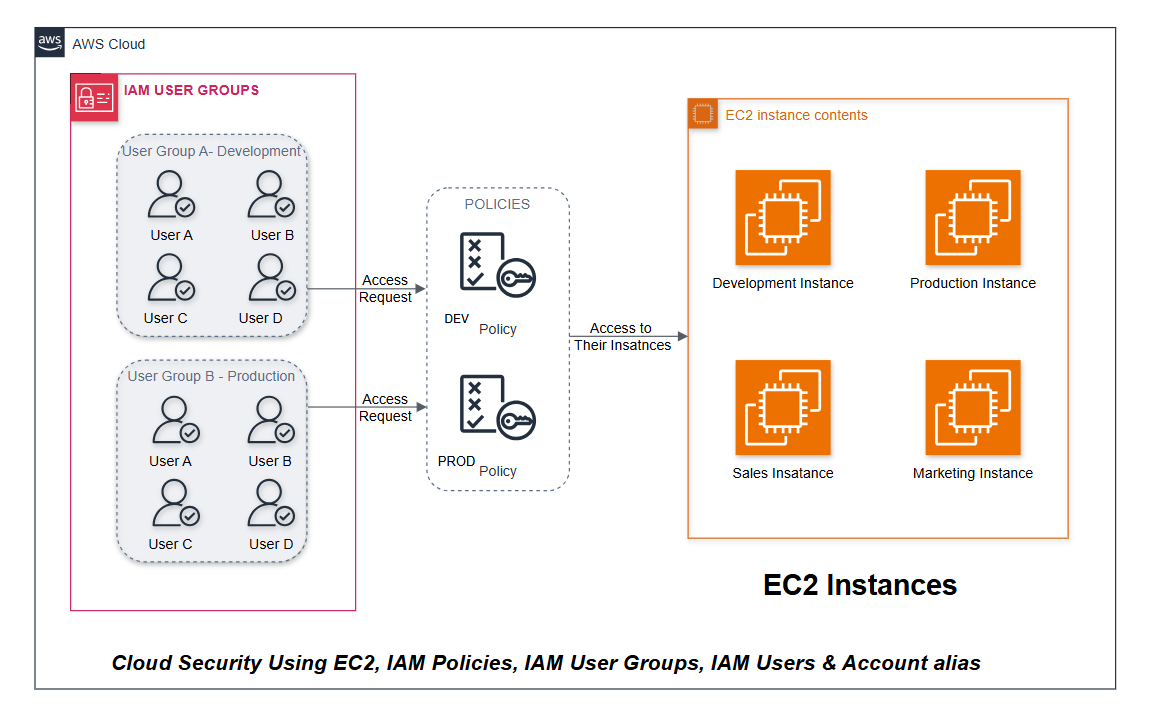 aws
AWS Cloud
IAM USER GROUPS
User Group A- Development
User A
User B
User C
User D
User Group B - Production
User A
User B
User C
User D
Access
Request
Access
Request
POLICIES
DEV
Policy
PROD
Policy
Access to
Their Insatnces
EC2 instance contents
Development Instance
Production Instance
Sales Insatance
Marketing Instance
EC2 Instances
Cloud Security Using EC2, IAM Policies, IAM User Groups, IAM Users & Account alias